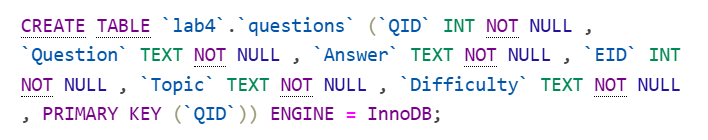 CREATE TABLE `lab4`.`questions` (`QID` INT NOT NULL ,
`Question` TEXT NOT NULL , `Answer` TEXT NOT NULL , `EID` INT
NOT NULL , `Topic` TEXT NOT NULL , `Difficulty` TEXT NOT NULL
, PRIMARY KEY (`QID`)) ENGINE = InnoDB;